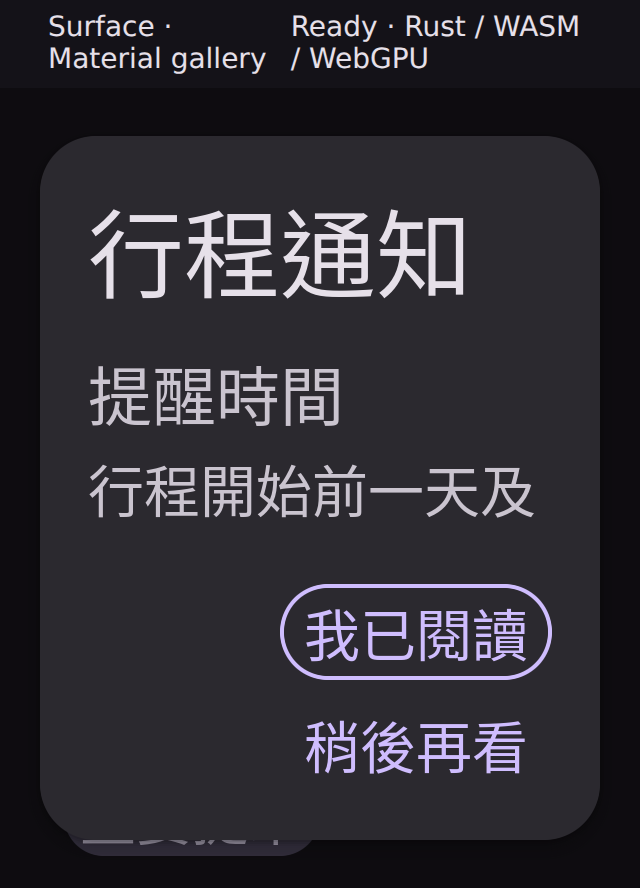 Surface ·
Material gallery
Ready · Rust / WASM
/ WebGPU
行程通知
提醒時間
行程開始前一天及
我已閱讀
稍後再看